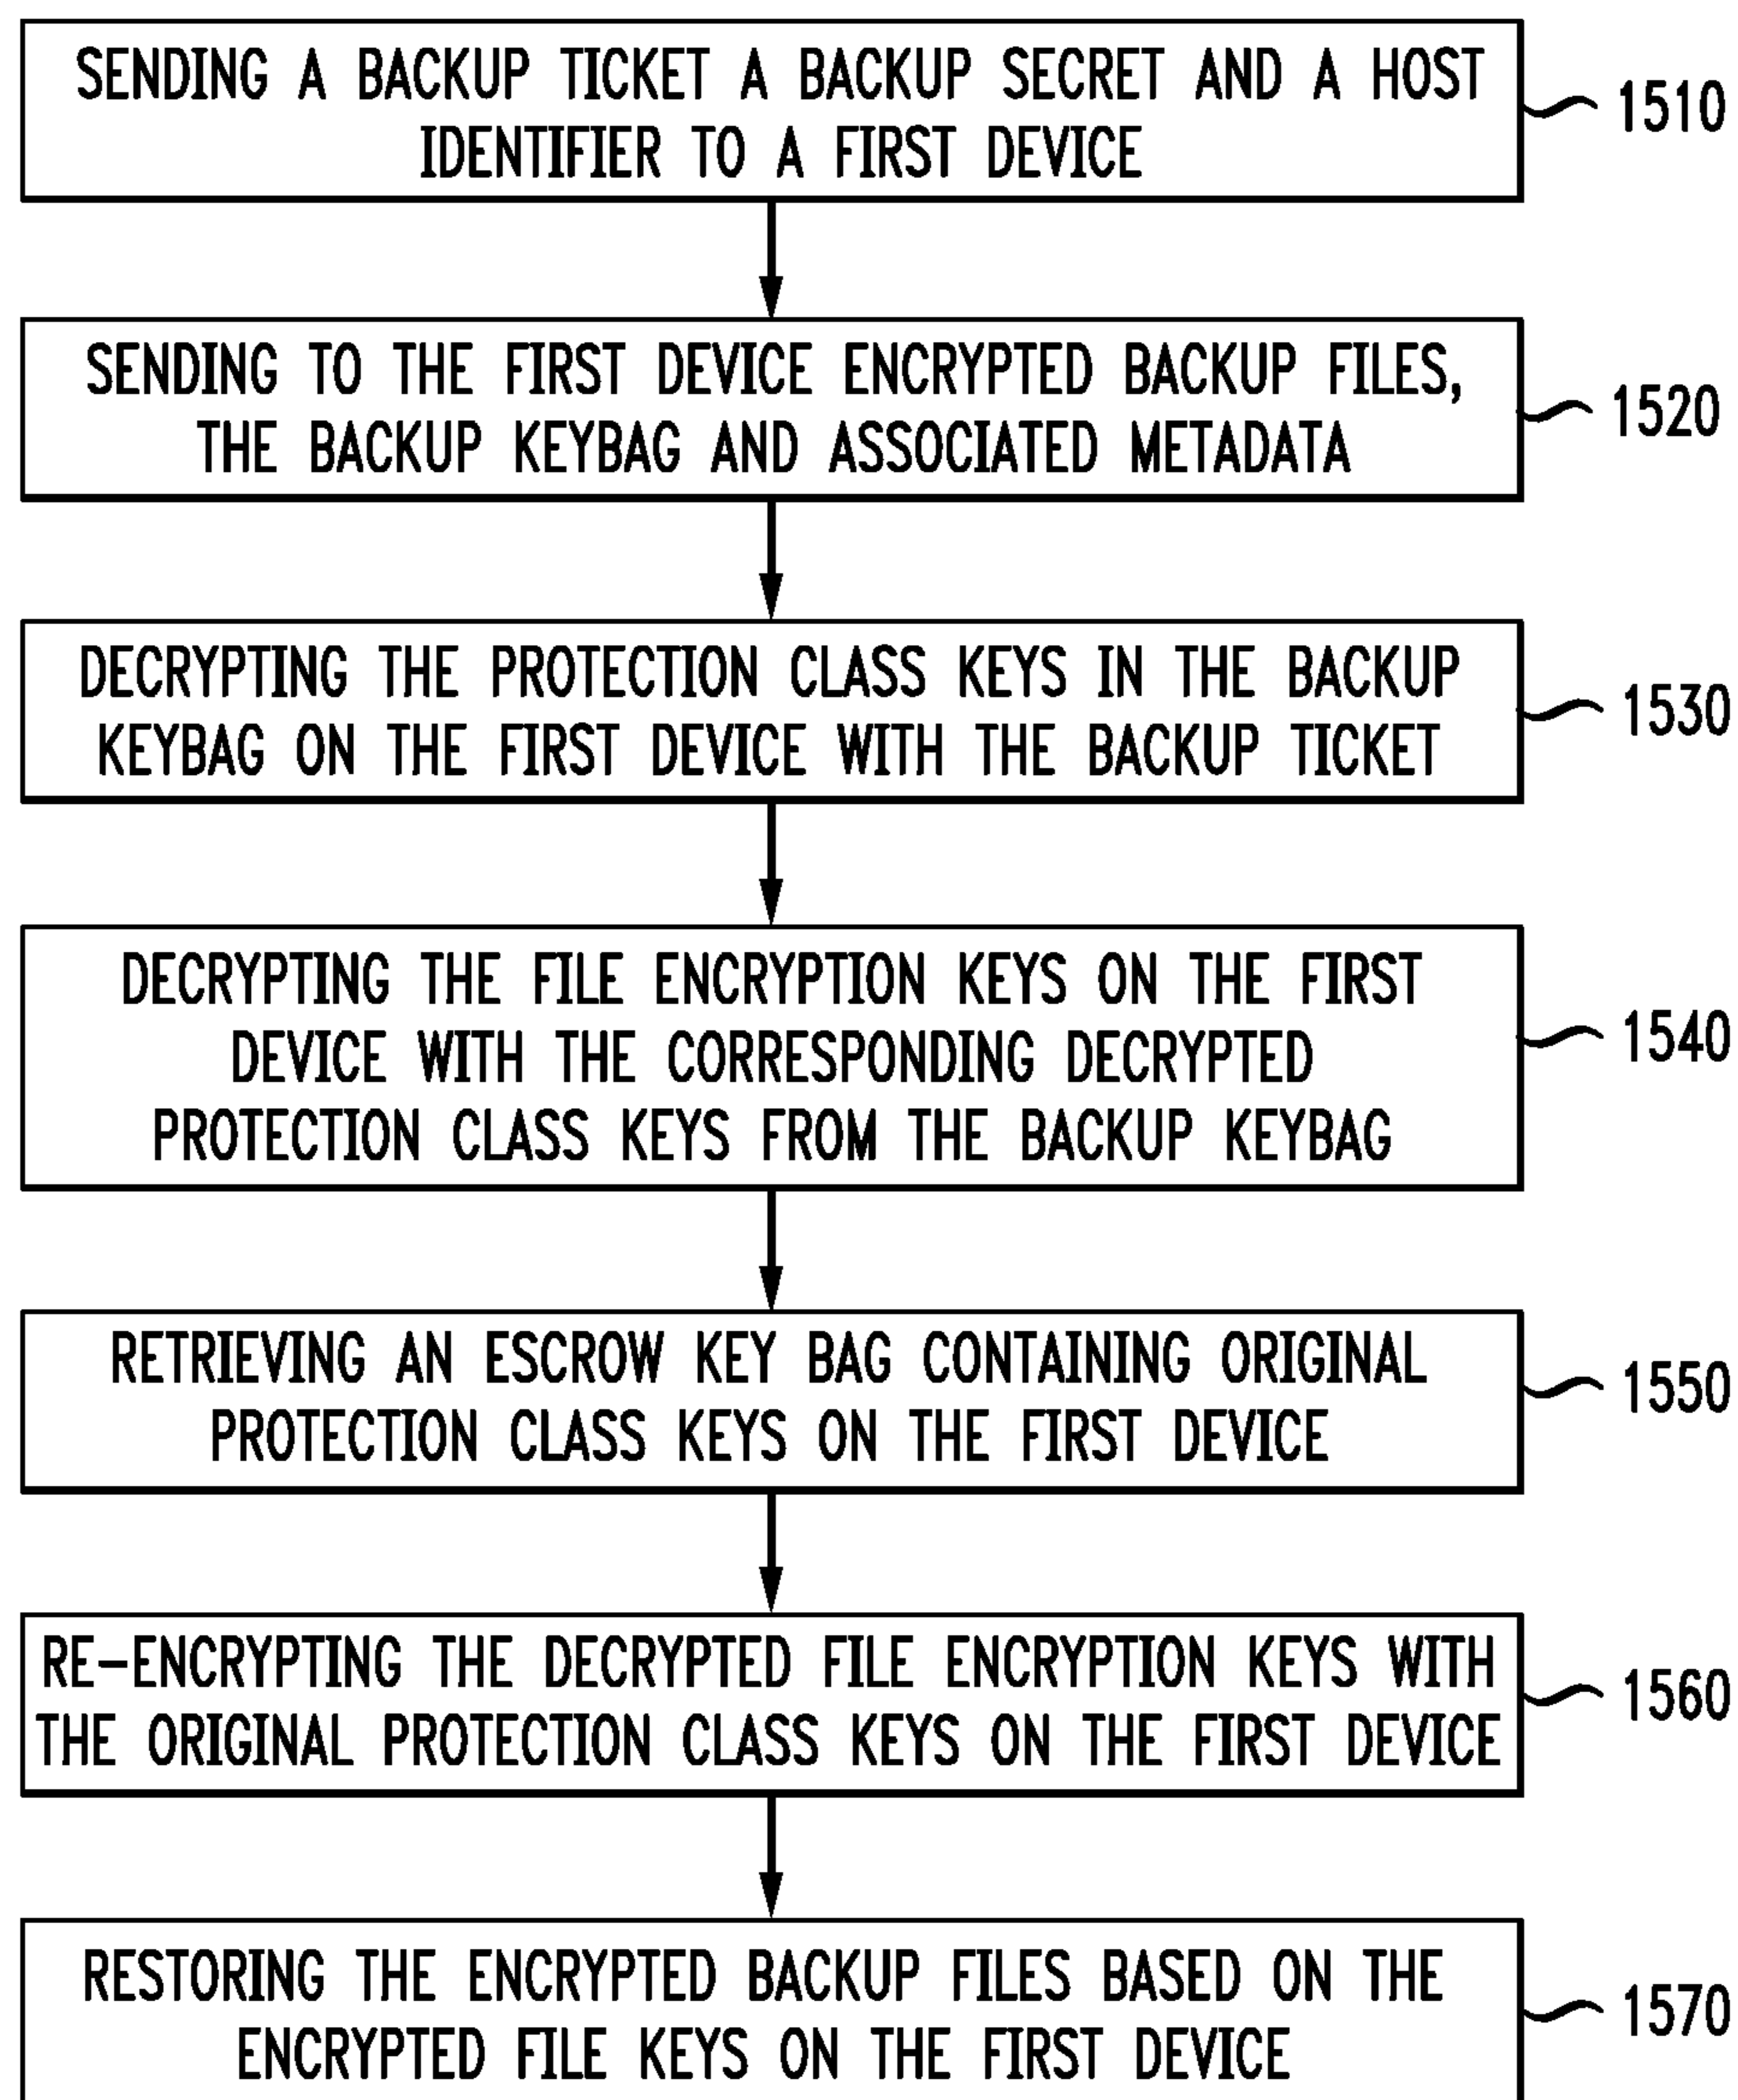 SENDING A BACKUP TICKET A BACKUP SECRET AND A HOST
IDENTIFIER TO A FIRST DEVICE
1510
SENDING TO THE FIRST DEVICE ENCRYPTED BACKUP FILES,
THE BACKUP KEYBAG AND ASSOCIATED METADATA
1520
DECRYPTING THE PROTECTION CLASS KEYS IN THE BACKUP
KEYBAG ON THE FIRST DEVICE WITH THE BACKUP TICKET
1530
DECRYPTING THE FILE ENCRYPTION KEYS ON THE FIRST
DEVICE WITH THE CORRESPONDING DECRYPTED
PROTECTION CLASS KEYS FROM THE BACKUP KEYBAG
1540
RETRIEVING AN ESCROW KEY BAG CONTAINING ORIGINAL
PROTECTION CLASS KEYS ON THE FIRST DEVICE
1550
RE-ENCRYPTING THE DECRYPTED FILE ENCRYPTION KEYS WITH
THE ORIGINAL PROTECTION CLASS KEYS ON THE FIRST DEVICE
1560
RESTORING THE ENCRYPTED BACKUP FILES BASED ON THE
ENCRYPTED FILE KEYS ON THE FIRST DEVICE
1570